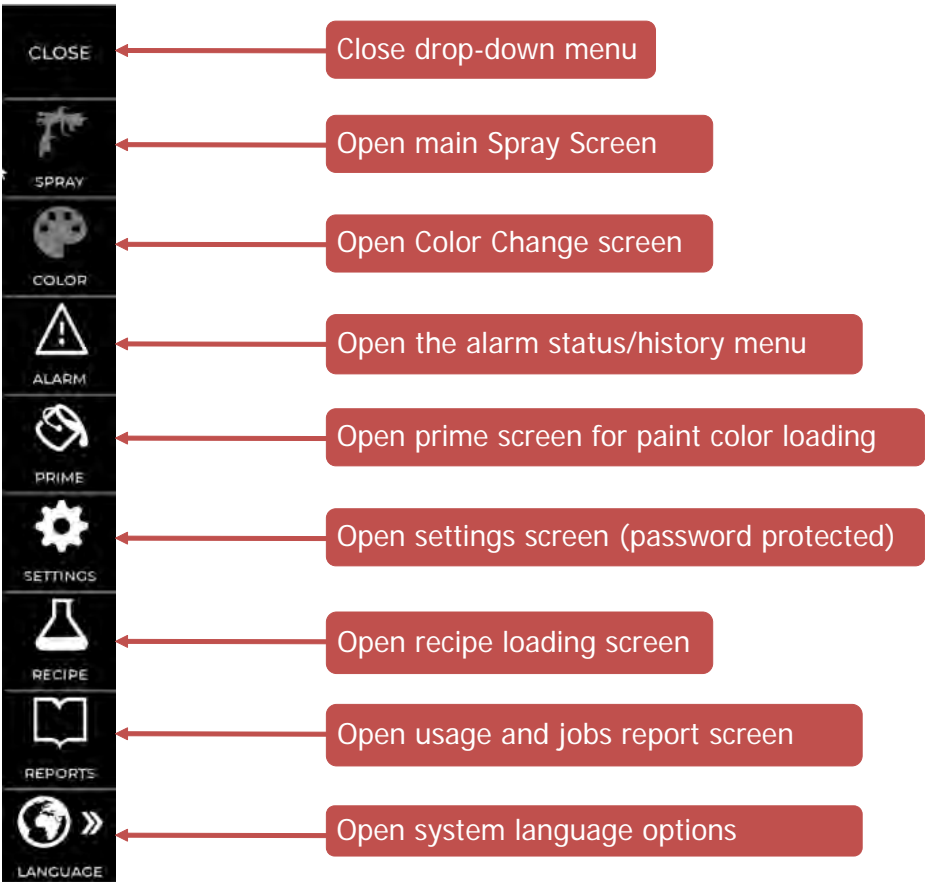 CLOSE
Close drop-down menu
SPRAY
Open main Spray Screen
COLOR
Open Color Change screen
ALARM
Open the alarm status/history menu
PRIME
Open prime screen for paint color loading
SETTINGS
Open settings screen (password protected)
RECIPE
Open recipe loading screen
REPORTS
Open usage and jobs report screen
LANGUAGE
Open system language options